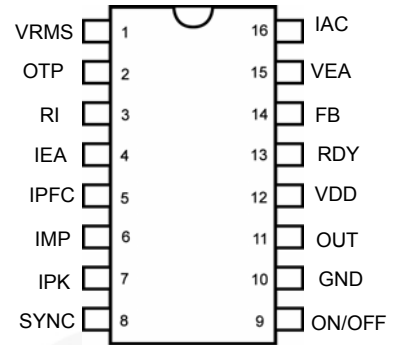 VRMS 1 16 IAC
OTP 2 15 VEA
RI 3 14 FB
IEA 4 13 RDY
IPFC 5 12 VDD
IMP 6 11 OUT
IPK 7 10 GND
SYNC 8 9 ON/OFF